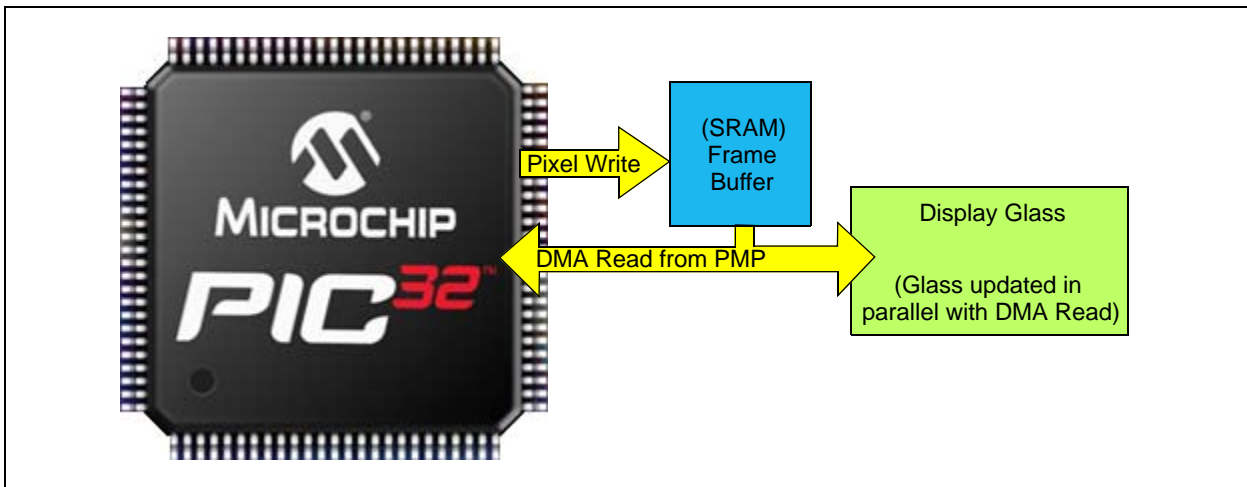 MICROCHIP
PIC32™
Pixel Write
(SRAM)
Frame
Buffer
DMA Read from PMP
Display Glass
(Glass updated in
parallel with DMA Read)